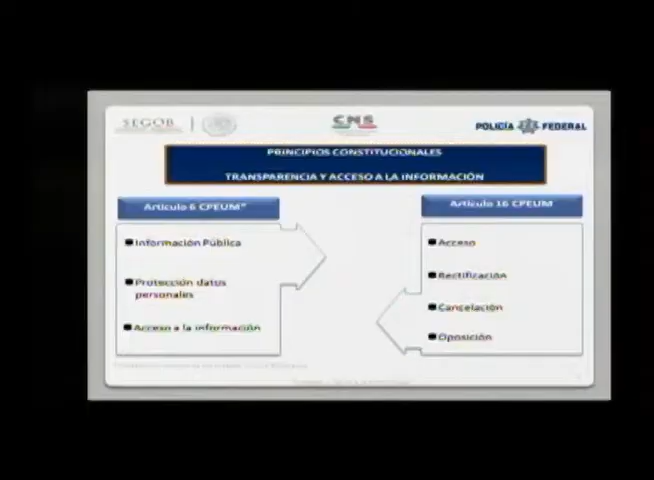 SEGOB
CNS
POLICÍA FEDERAL
PRINCIPIOS CONSTITUCIONALES
TRANSPARENCIA Y ACCESO A LA INFORMACIÓN
Artículo 6 CPEUM*
Información Pública
Protección datos
personales
Acceso a la información
Artículo 16 CPEUM
Acceso
Rectificación
Cancelación
Oposición